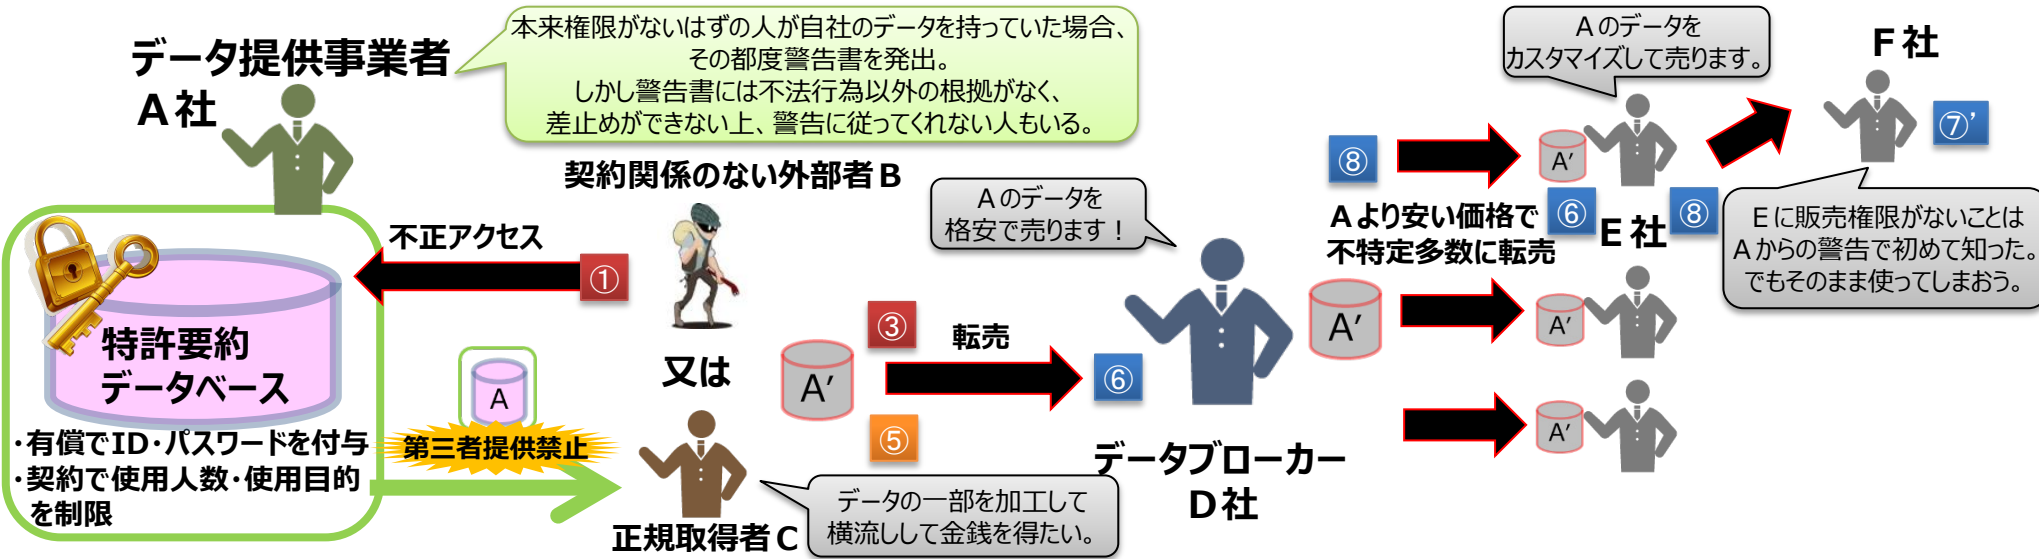 データ提供事業者
A社
本来権限がないはずの人が自社のデータを持っていた場合、
その都度警告書を発出。
しかし警告書には不法行為以外の根拠がなく、
差止めができない上、警告に従ってくれない人もいる。
特許要約
データベース
・有償でID・パスワードを付与
・契約で使用人数・使用目的
を制限
不正アクセス
①
契約関係のない外部者B
又は
A
第三者提供禁止
正規取得者C
データの一部を加工して
横流しして金銭を得たい。
A′
③
⑤
転売
⑥
Aのデータを
格安で売ります！
データブローカー
D社
A′
Aより安い価格で
不特定多数に転売
⑧
A′
⑥
E社
⑧
Aのデータを
カスタマイズして売ります。
A′
A′
F社
⑦’
Eに販売権限がないことは
Aからの警告で初めて知った。
でもそのまま使ってしまおう。